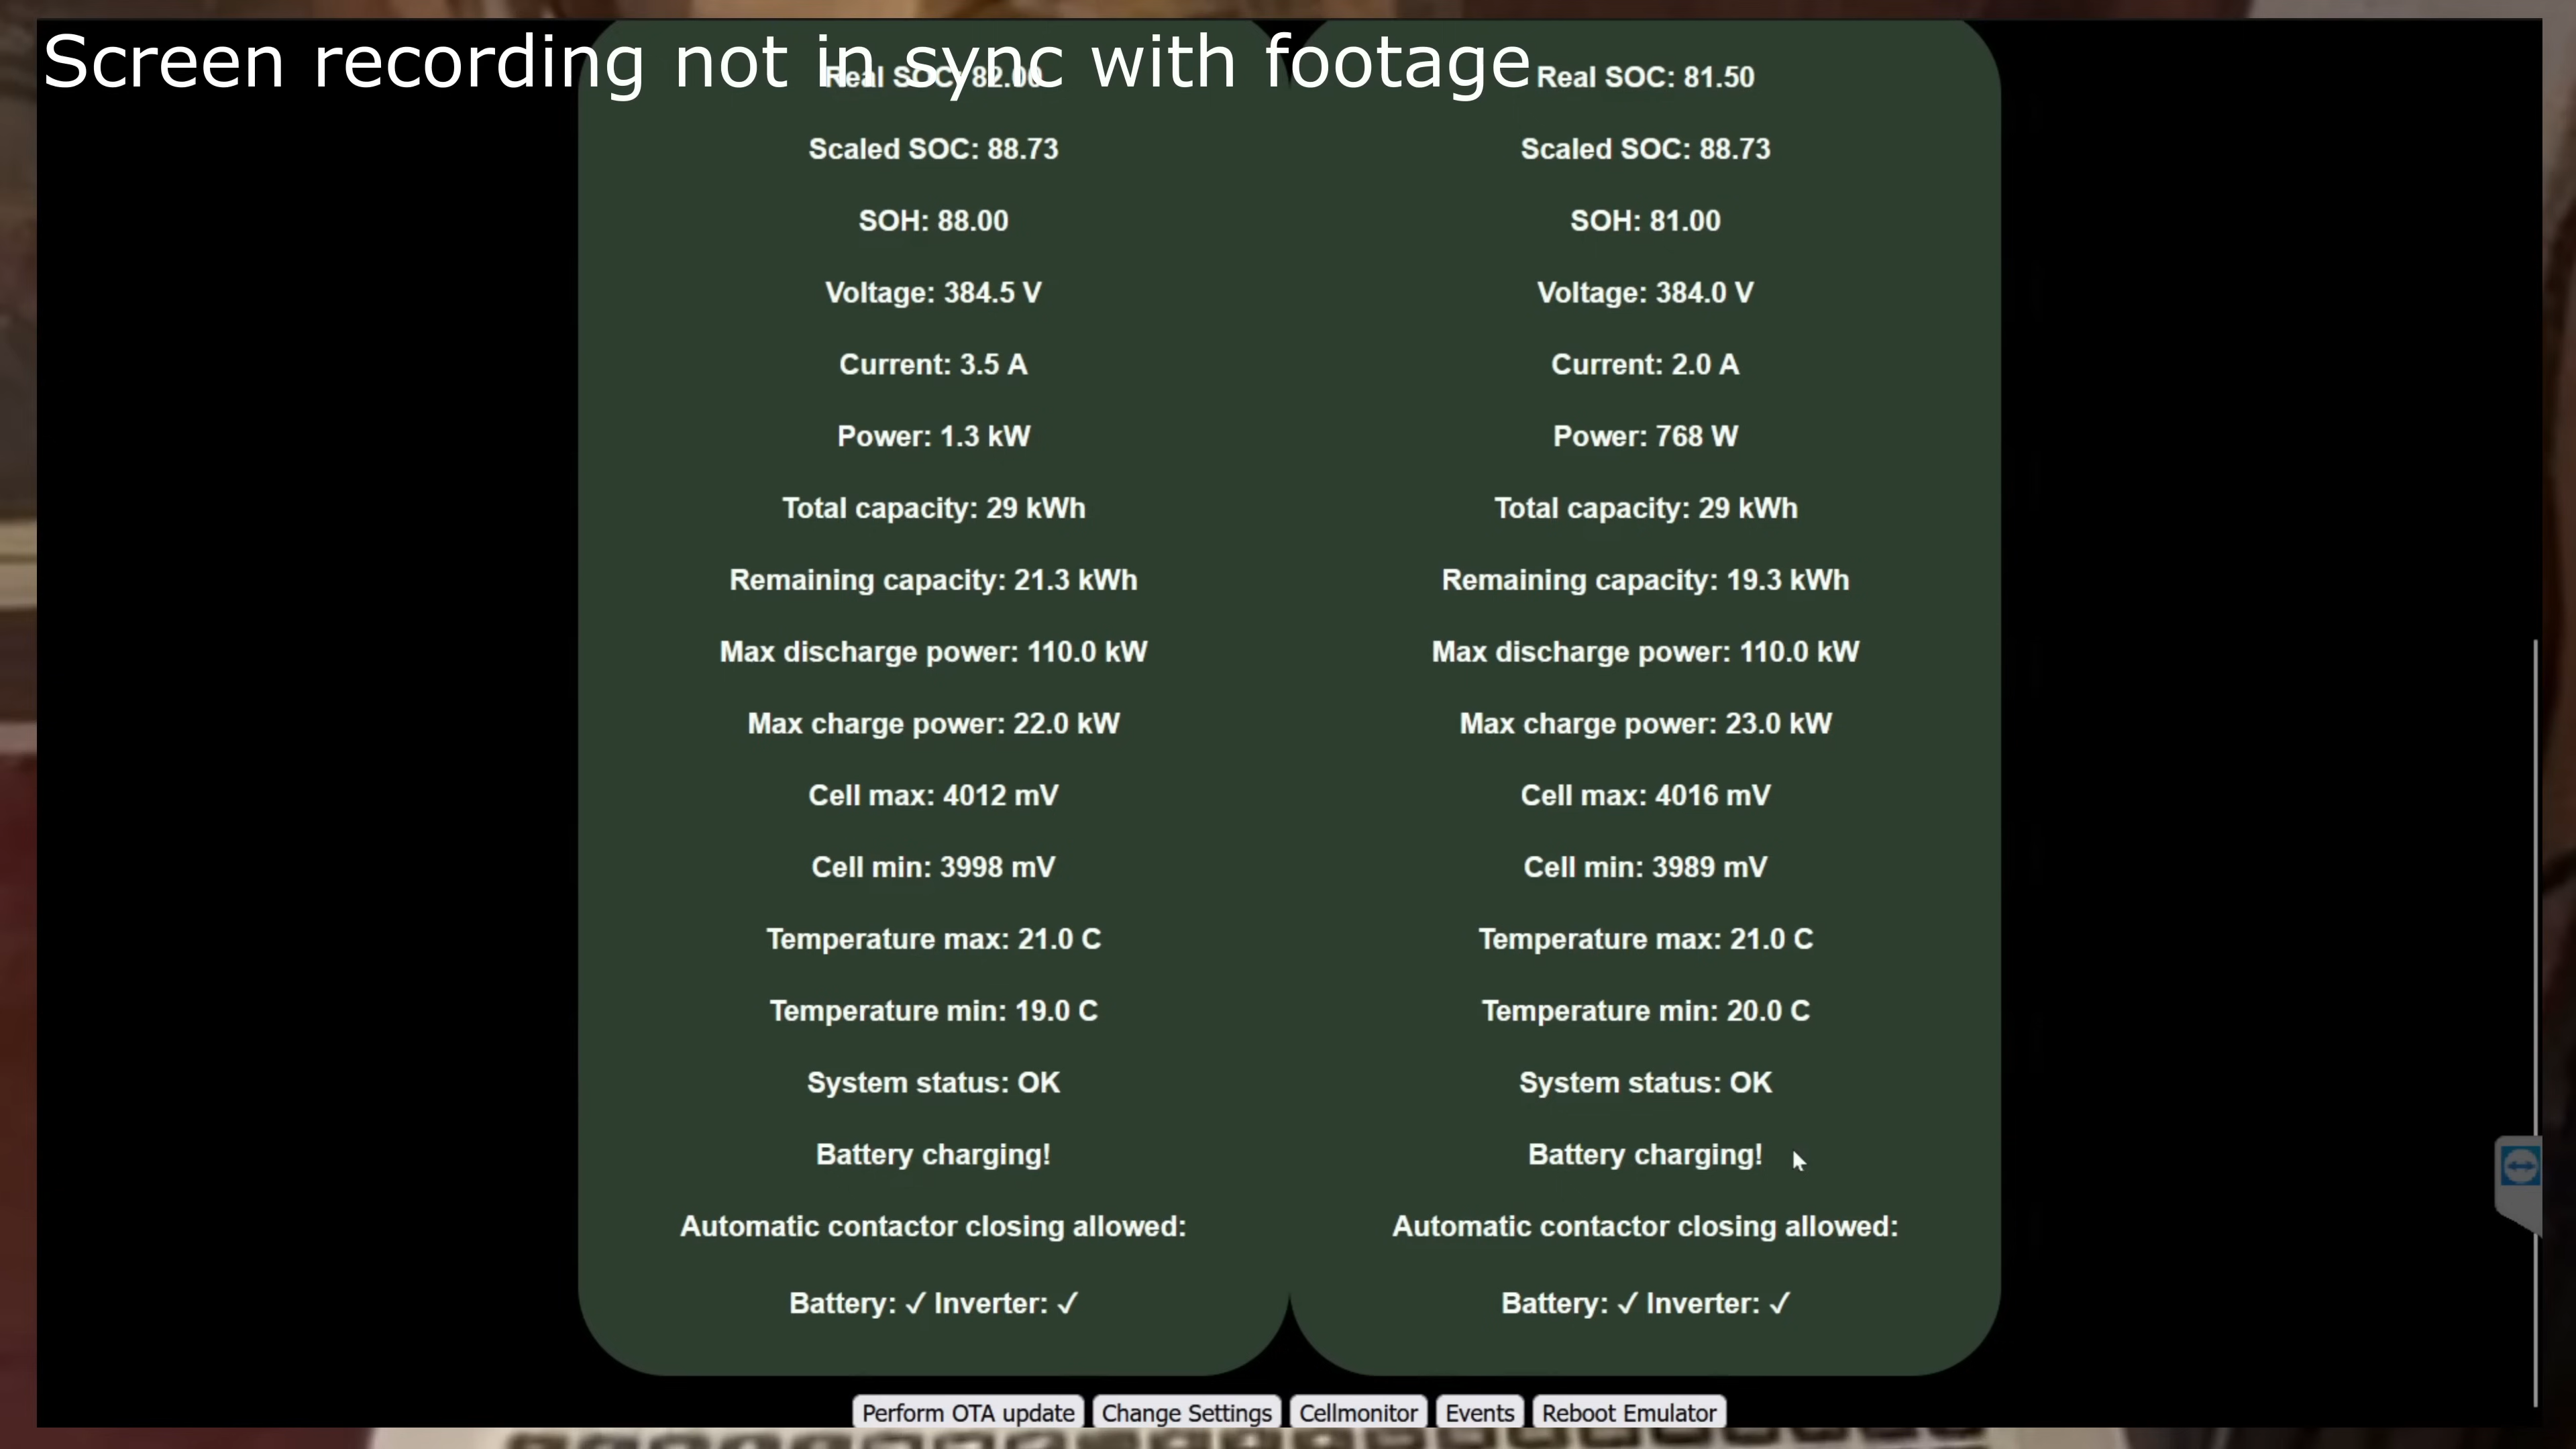 Screen recording not in sync with footage
Real SOC: 82.00
Scaled SOC: 88.73
SOH: 88.00
Voltage: 384.5 V
Current: 3.5 A
Power: 1.3 kW
Total capacity: 29 kWh
Remaining capacity: 21.3 kWh
Max discharge power: 110.0 kW
Max charge power: 22.0 kW
Cell max: 4012 mV
Cell min: 3998 mV
Temperature max: 21.0 C
Temperature min: 19.0 C
System status: OK
Battery charging!
Automatic contactor closing allowed:
Battery: ✓ Inverter: ✓
Real SOC: 81.50
Scaled SOC: 88.73
SOH: 81.00
Voltage: 384.0 V
Current: 2.0 A
Power: 768 W
Total capacity: 29 kWh
Remaining capacity: 19.3 kWh
Max discharge power: 110.0 kW
Max charge power: 23.0 kW
Cell max: 4016 mV
Cell min: 3989 mV
Temperature max: 21.0 C
Temperature min: 20.0 C
System status: OK
Battery charging!
Automatic contactor closing allowed:
Battery: ✓ Inverter: ✓
Perform OTA update Change Settings Cellmonitor Events Reboot Emulator